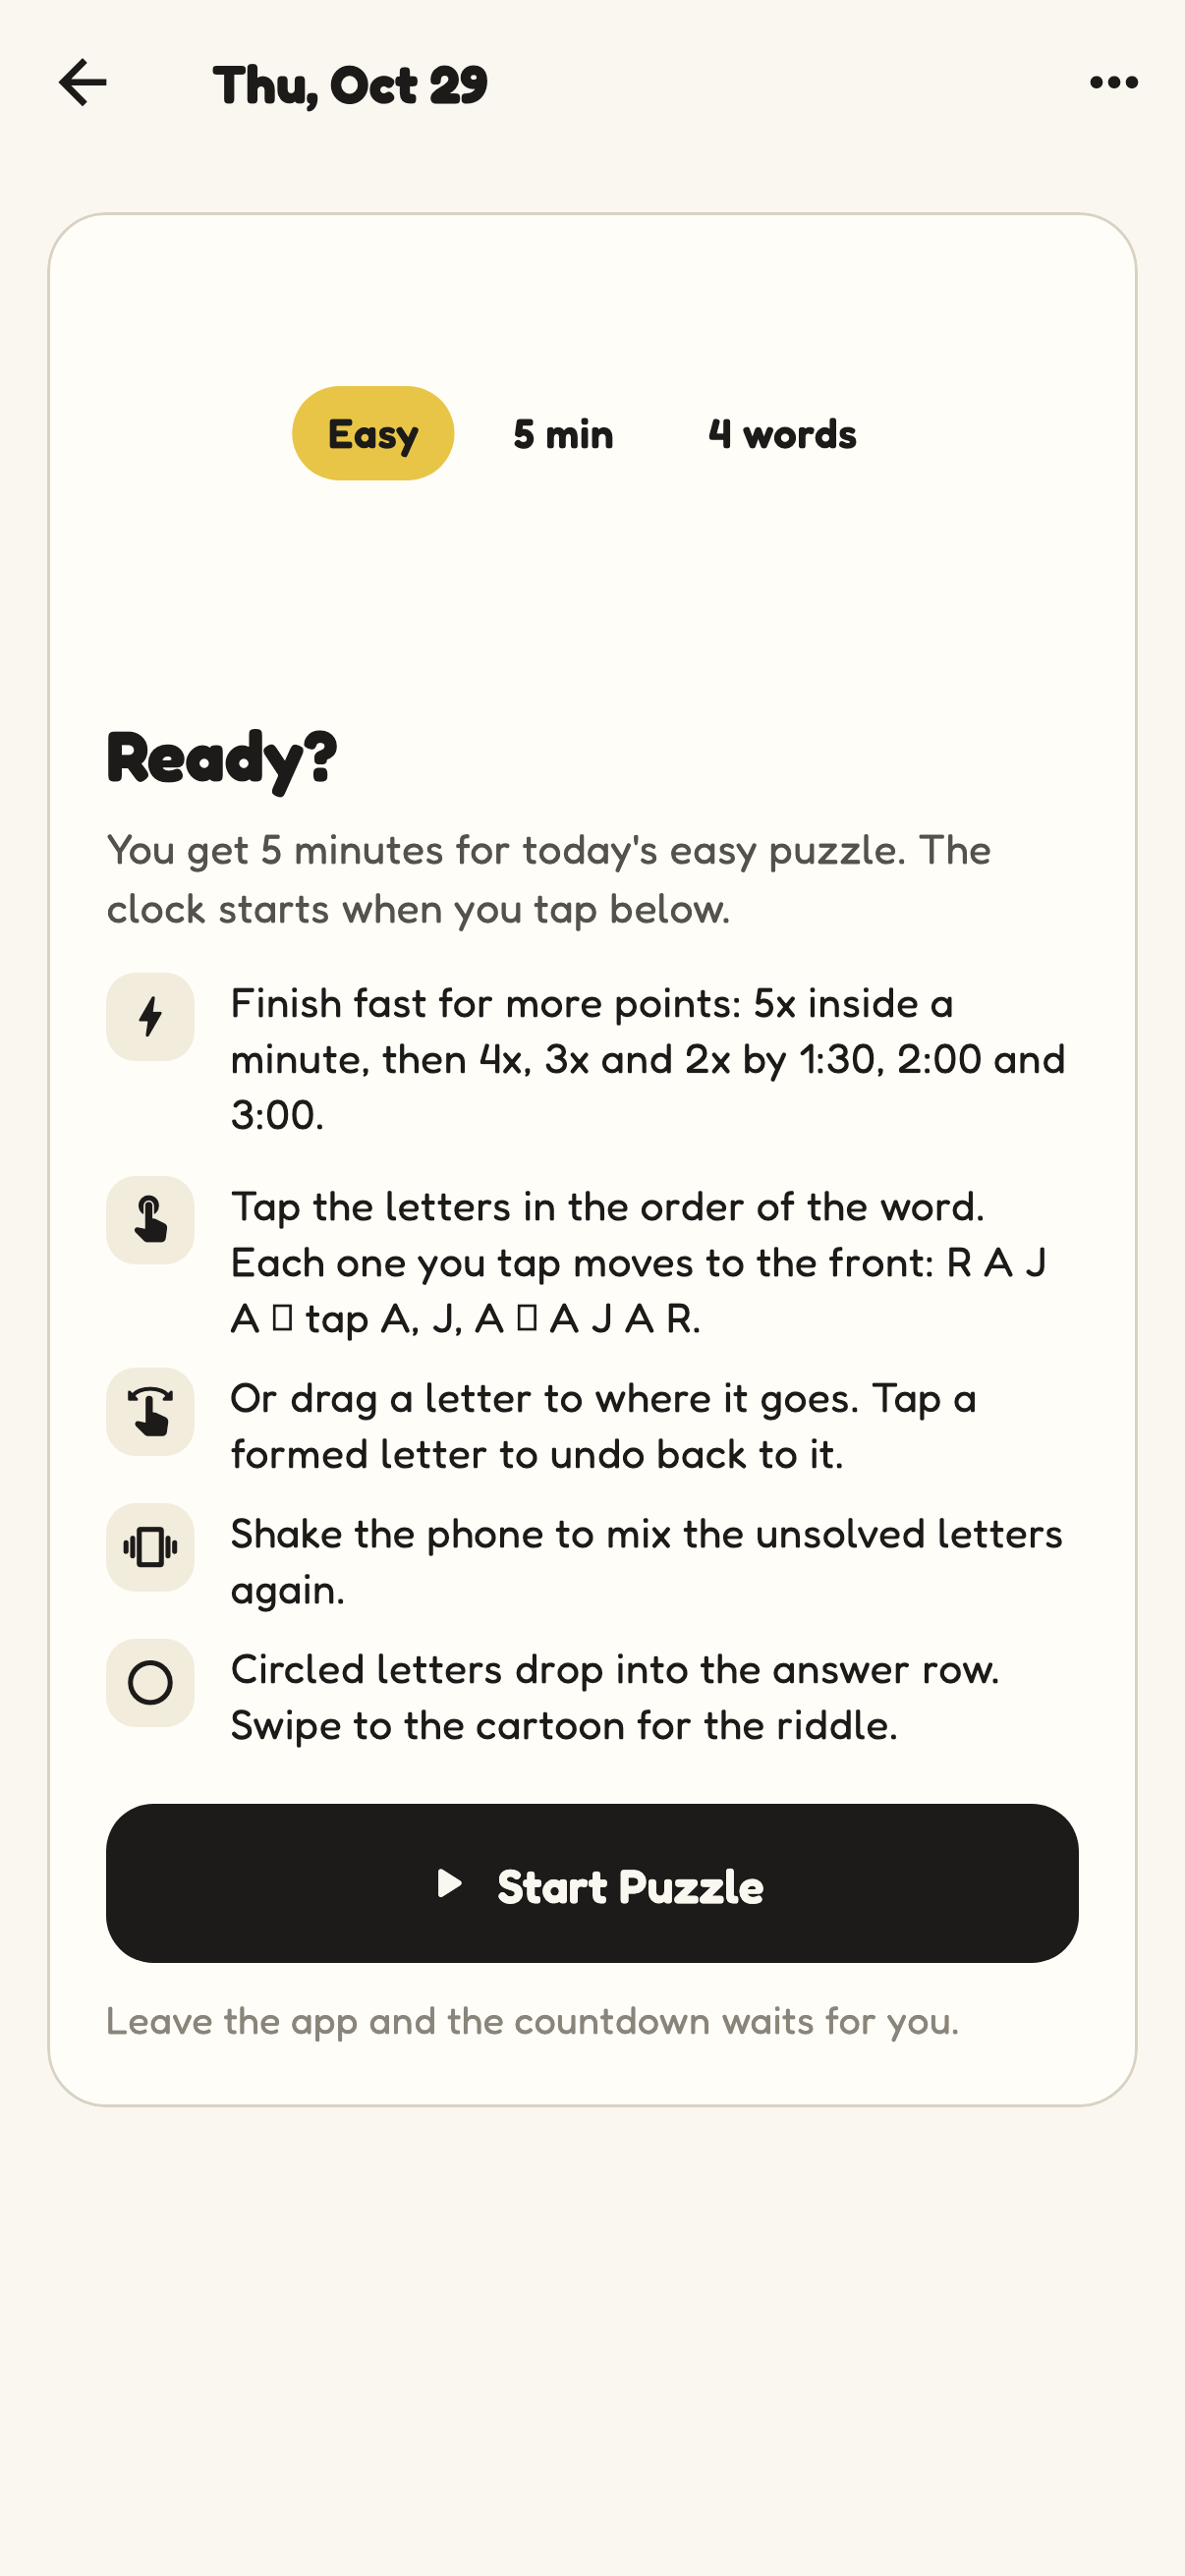 Thu, Oct 29
Easy
5 min
4 words
Ready?
You get 5 minutes for today's easy puzzle. The
clock starts when you tap below.
Finish fast for more points: 5x inside a
minute, then 4x, 3x and 2x by 1:30, 2:00 and
3:00.
Tap the letters in the order of the word.
Each one you tap moves to the front: R A J
A □ tap A, J, A □ A J A R.
Or drag a letter to where it goes. Tap a
formed letter to undo back to it.
Shake the phone to mix the unsolved letters
again.
Circled letters drop into the answer row.
Swipe to the cartoon for the riddle.
Start Puzzle
Leave the app and the countdown waits for you.